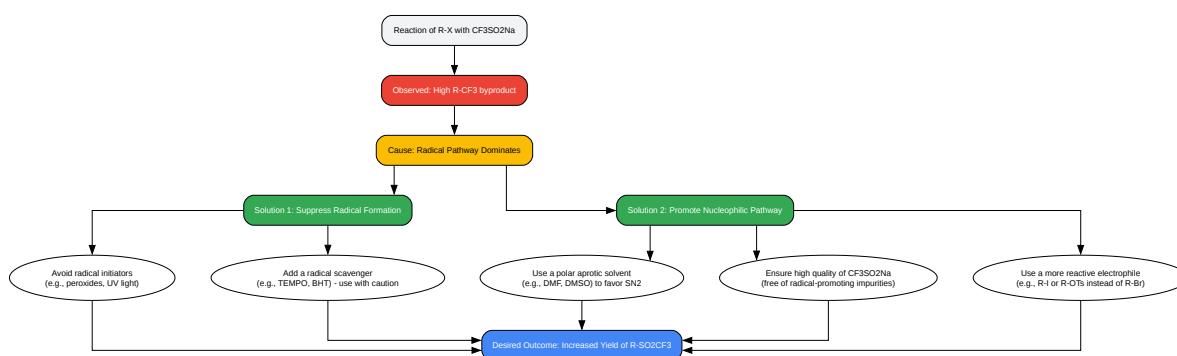 Reaction of R-X with CF3SO2Na
Observed: High R-CF3 byproduct
Cause: Radical Pathway Dominates
Solution 1: Suppress Radical Formation
Solution 2: Promote Nucleophilic Pathway
Avoid radical initiators
(e.g., peroxides, UV light)
Add a radical scavenger
(e.g., TEMPO, BHT) - use with caution
Use a polar aprotic solvent
(e.g., DMF, DMSO) to favor SN2
Ensure high quality of CF3SO2Na
(free of radical-promoting impurities)
Use a more reactive electrophile
(e.g., R-I or R-OTs instead of R-Br)
Desired Outcome: Increased Yield of R-SO2CF3